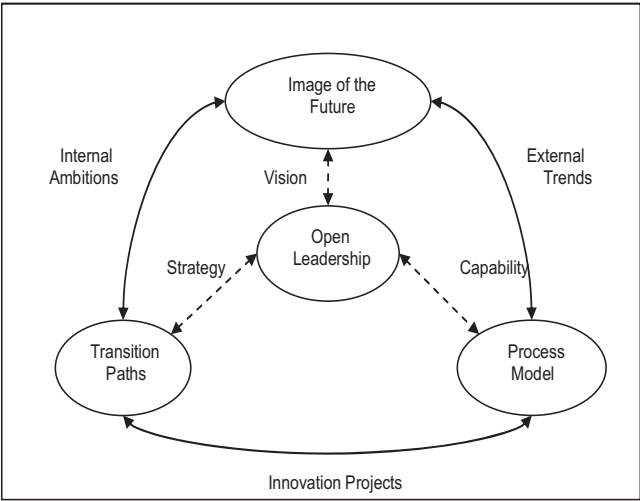 Image of the
Future
Internal
Ambitions
External
Trends
Vision
Open
Leadership
Strategy
Capability
Transition
Paths
Process
Model
Innovation Projects